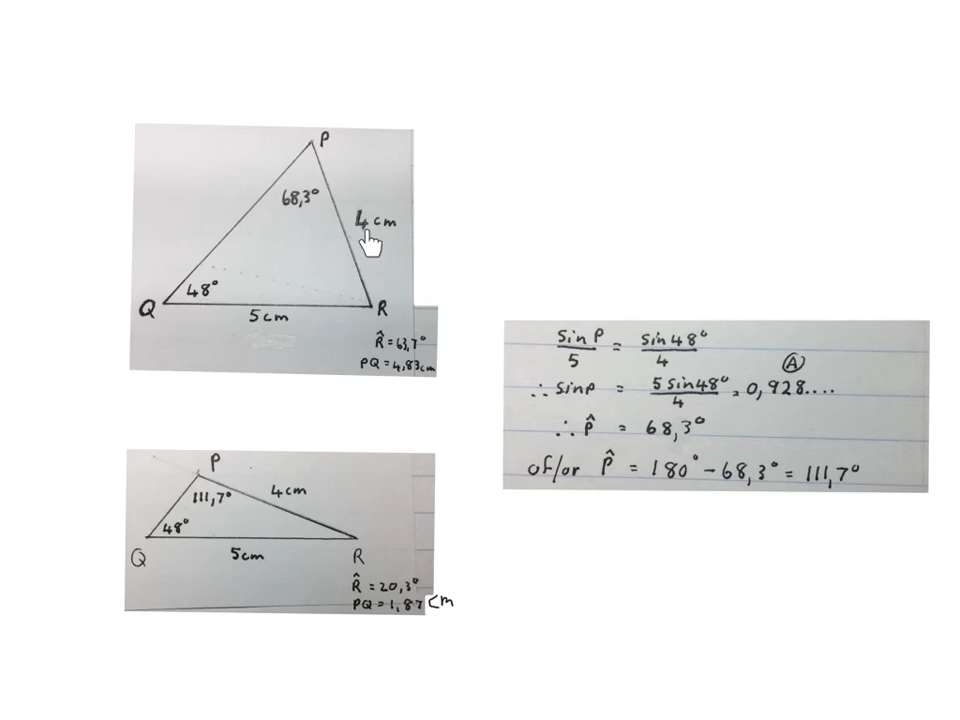 P
68,3°
4 cm
48°
Q
R
5cm
R̂ = 63,7°
PQ = 4,83cm
P
111,7°
4cm
48°
Q
5cm
R
R̂ = 20,3°
PQ = 1,87 cm
sin P / 5 = sin 48° / 4
∴ sin P = 5 sin 48° / 4 = 0,928.... Ⓐ
∴ P̂ = 68,3°
of/or P̂ = 180° - 68,3° = 111,7°